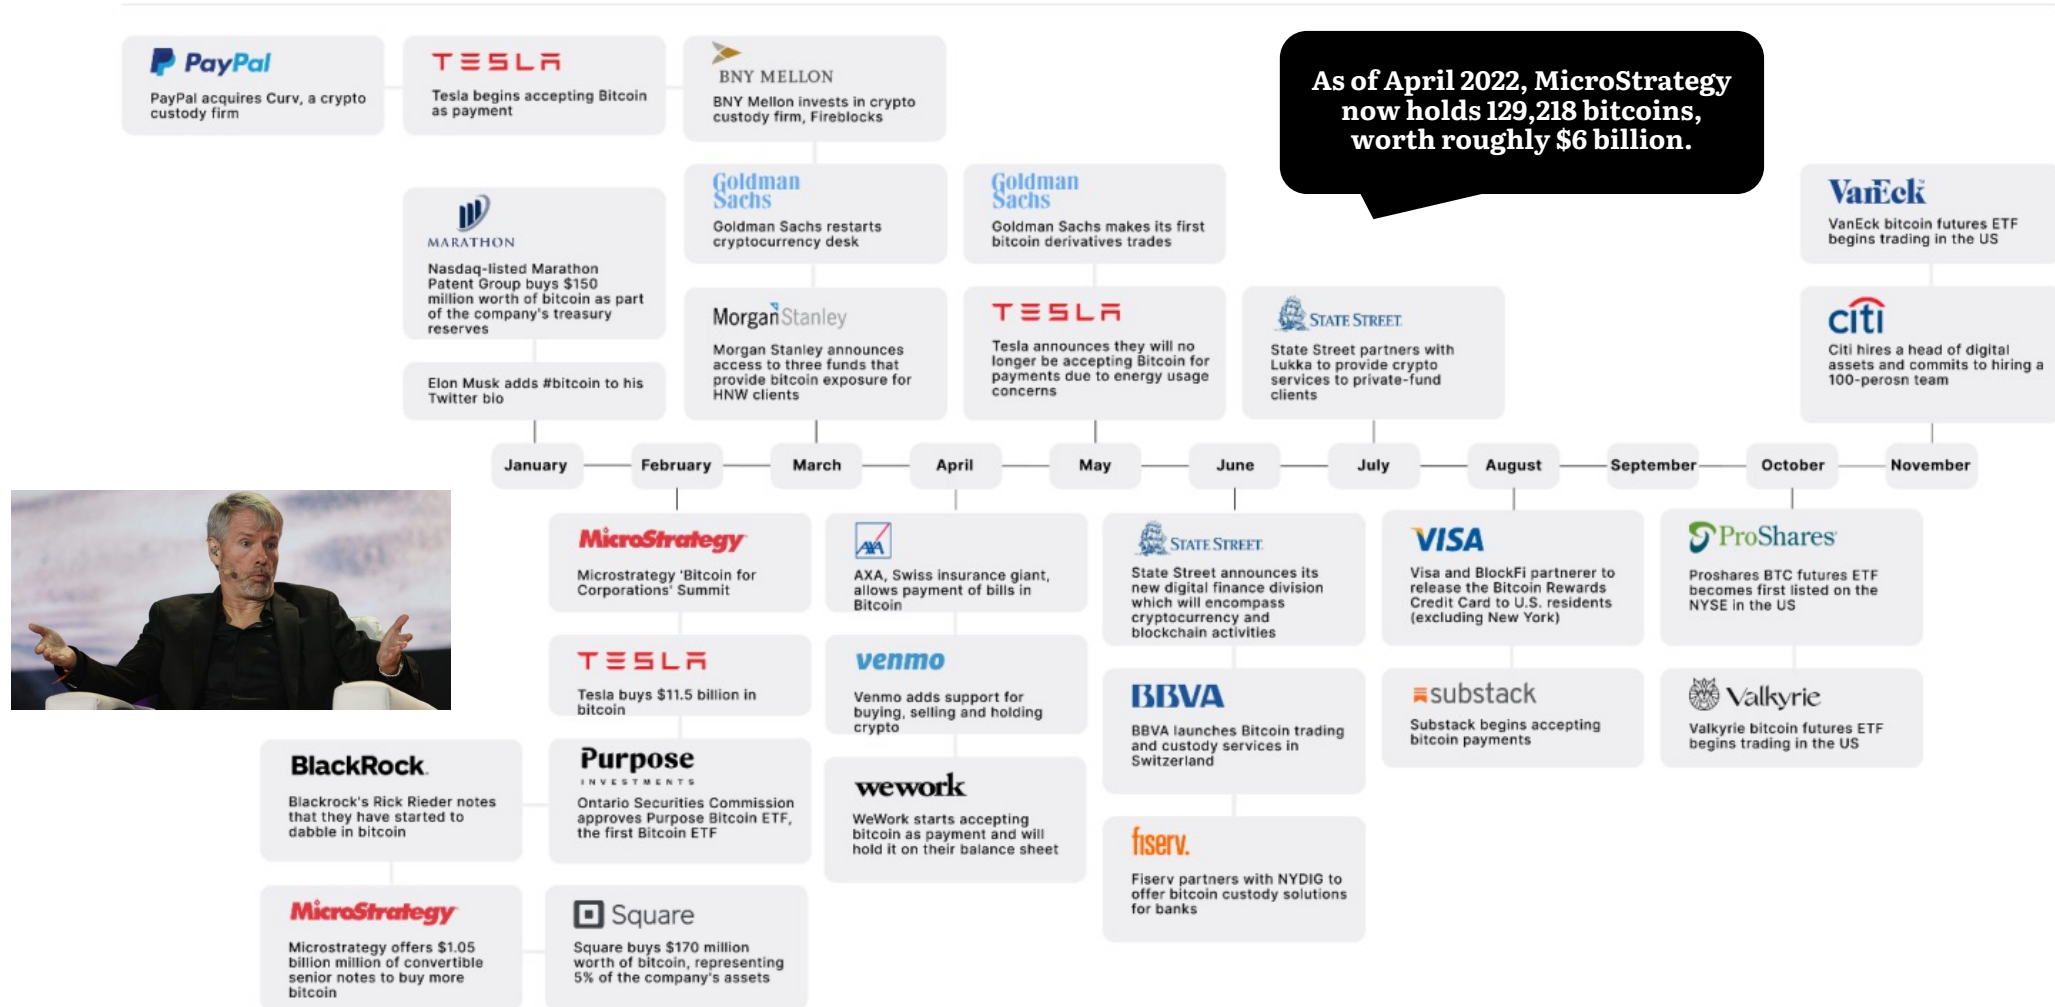 PayPal
PayPal acquires Curv, a crypto
custody firm
TESLA
Tesla begins accepting Bitcoin
as payment
BNY MELLON
BNY Mellon invests in crypto
custody firm, Fireblocks
As of April 2022, MicroStrategy
now holds 129,218 bitcoins,
worth roughly $6 billion.
MARATHON
Nasdaq-listed Marathon
Patent Group buys $150
million worth of bitcoin as part
of the company's treasury
reserves
Goldman
Sachs
Goldman Sachs restarts
cryptocurrency desk
Goldman
Sachs
Goldman Sachs makes its first
bitcoin derivatives trades
VanEck
VanEck bitcoin futures ETF
begins trading in the US
Elon Musk adds #bitcoin to his
Twitter bio
Morgan Stanley
Morgan Stanley announces
access to three funds that
provide bitcoin exposure for
HNW clients
TESLA
Tesla announces they will no
longer be accepting Bitcoin for
payments due to energy usage
concerns
STATE STREET.
State Street partners with
Lukka to provide crypto
services to private-fund
clients
citi
Citi hires a head of digital
assets and commits to hiring a
100-perosn team
January
February
March
April
May
June
July
August
September
October
November
MicroStrategy
Microstrategy 'Bitcoin for
Corporations' Summit
AXA
AXA, Swiss insurance giant,
allows payment of bills in
Bitcoin
STATE STREET.
State Street announces its
new digital finance division
which will encompass
cryptocurrency and
blockchain activities
VISA
Visa and BlockFi partnerer to
release the Bitcoin Rewards
Credit Card to U.S. residents
(excluding New York)
ProShares
Proshares BTC futures ETF
becomes first listed on the
NYSE in the US
TESLA
Tesla buys $11.5 billion in
bitcoin
venmo
Venmo adds support for
buying, selling and holding
crypto
BBVA
BBVA launches Bitcoin trading
and custody services in
Switzerland
substack
Substack begins accepting
bitcoin payments
Valkyrie
Valkyrie bitcoin futures ETF
begins trading in the US
BlackRock.
Blackrock's Rick Rieder notes
that they have started to
dabble in bitcoin
Purpose
INVESTMENTS
Ontario Securities Commission
approves Purpose Bitcoin ETF,
the first Bitcoin ETF
wework
WeWork starts accepting
bitcoin as payment and will
hold it on their balance sheet
fiserv.
Fiserv partners with NYDIG to
offer bitcoin custody solutions
for banks
MicroStrategy
Microstrategy offers $1.05
billion million of convertible
senior notes to buy more
bitcoin
Square
Square buys $170 million
worth of bitcoin, representing
5% of the company's assets